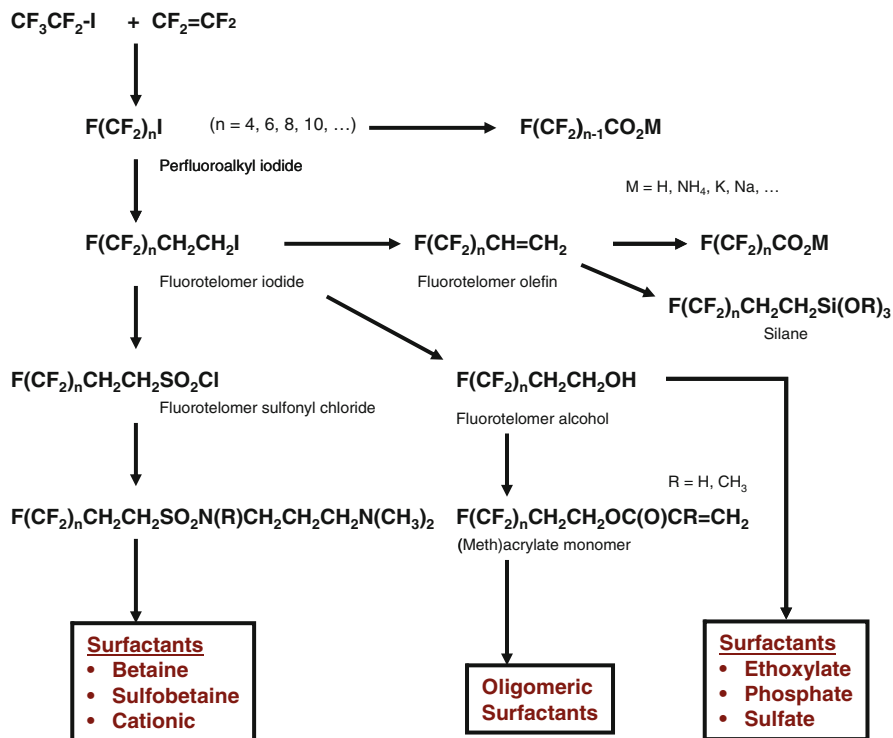 CF₃CF₂-I + CF₂=CF₂
F(CF₂)ₙI (n = 4, 6, 8, 10, …) F(CF₂)ₙ₋₁CO₂M
Perfluoroalkyl iodide
M = H, NH₄, K, Na, …
F(CF₂)ₙCH₂CH₂I F(CF₂)ₙCH=CH₂ F(CF₂)ₙCO₂M
Fluorotelomer iodide Fluorotelomer olefin
F(CF₂)ₙCH₂CH₂Si(OR)₃
Silane
F(CF₂)ₙCH₂CH₂SO₂Cl F(CF₂)ₙCH₂CH₂OH
Fluorotelomer sulfonyl chloride Fluorotelomer alcohol
R = H, CH₃
F(CF₂)ₙCH₂CH₂SO₂N(R)CH₂CH₂CH₂N(CH₃)₂ F(CF₂)ₙCH₂CH₂OC(O)CR=CH₂
(Meth)acrylate monomer
Surfactants
• Betaine
• Sulfobetaine
• Cationic
Oligomeric
Surfactants
Surfactants
• Ethoxylate
• Phosphate
• Sulfate